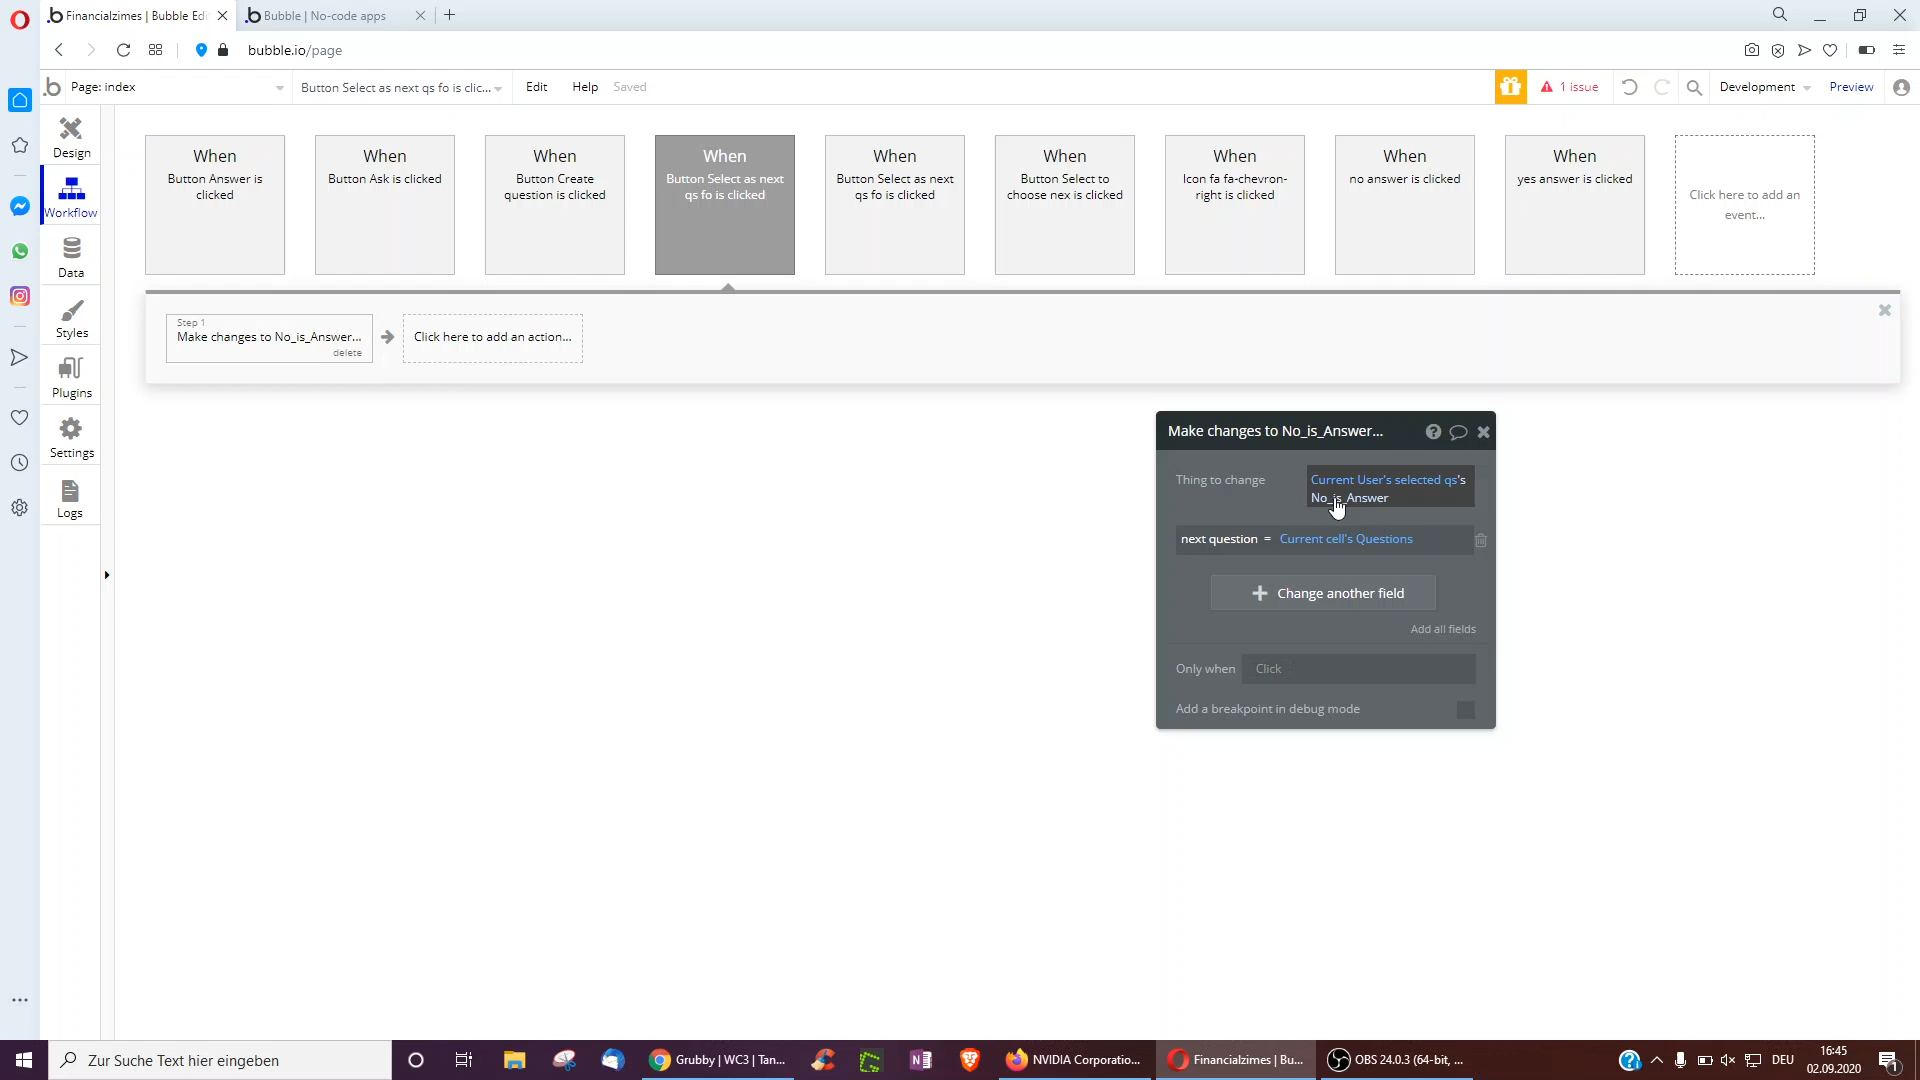 Financialzimes | Bubble Edi
Bubble | No-code apps
bubble.io/page
Page: index
Button Select as next qs fo is clic...
Edit
Help
Saved
1 issue
Development
Preview
Design
Workflow
Data
Styles
Plugins
Settings
Logs
When
Button Answer is
clicked
When
Button Ask is clicked
When
Button Create
question is clicked
When
Button Select as next
qs fo is clicked
When
Button Select as next
qs fo is clicked
When
Button Select to
choose nex is clicked
When
Icon fa fa-chevron-
right is clicked
When
no answer is clicked
When
yes answer is clicked
Click here to add an
event...
Step 1
Make changes to No_is_Answer...
delete
Click here to add an action...
Make changes to No_is_Answer...
Thing to change
Current User's selected qs's
No_is_Answer
next question = Current cell's Questions
Change another field
Add all fields
Only when
Click
Add a breakpoint in debug mode
Zur Suche Text hier eingeben
Grubby | WC3 | Tan...
NVIDIA Corporatio...
Financialzimes | Bu...
OBS 24.0.3 (64-bit, ...
DEU
16:45
02.09.2020
1